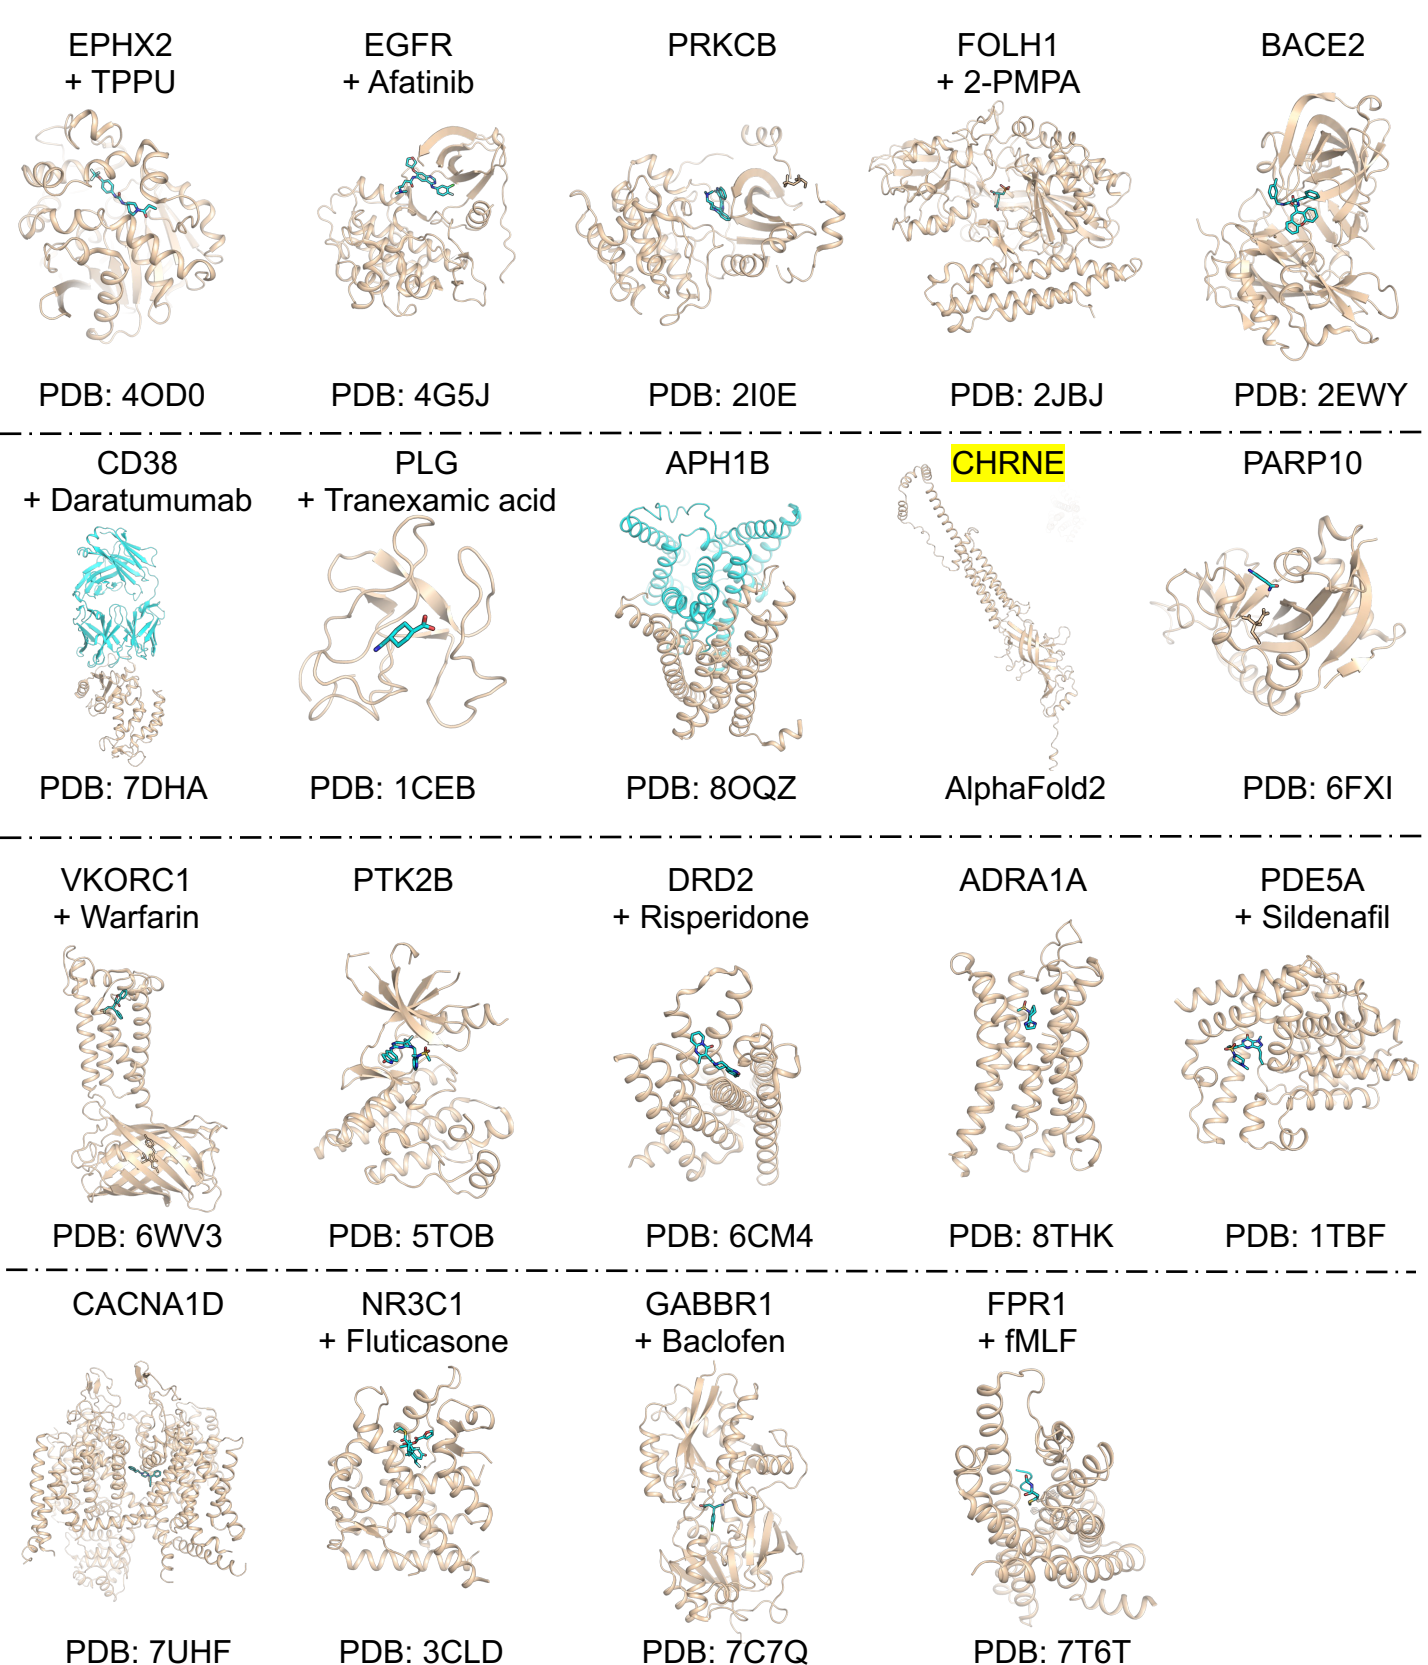 EPHX2
+ TPPU
EGFR
+ Afatinib
PRKCB
FOLH1
+ 2-PMPA
BACE2
PDB: 4OD0
PDB: 4G5J
PDB: 2I0E
PDB: 2JBJ
PDB: 2EWY
CD38
+ Daratumumab
PLG
+ Tranexamic acid
APH1B
CHRNE
PARP10
PDB: 7DHA
PDB: 1CEB
PDB: 8OQZ
AlphaFold2
PDB: 6FXI
VKORC1
+ Warfarin
PTK2B
DRD2
+ Risperidone
ADRA1A
PDE5A
+ Sildenafil
PDB: 6WV3
PDB: 5TOB
PDB: 6CM4
PDB: 8THK
PDB: 1TBF
CACNA1D
NR3C1
+ Fluticasone
GABBR1
+ Baclofen
FPR1
+ fMLF
PDB: 7UHF
PDB: 3CLD
PDB: 7C7Q
PDB: 7T6T